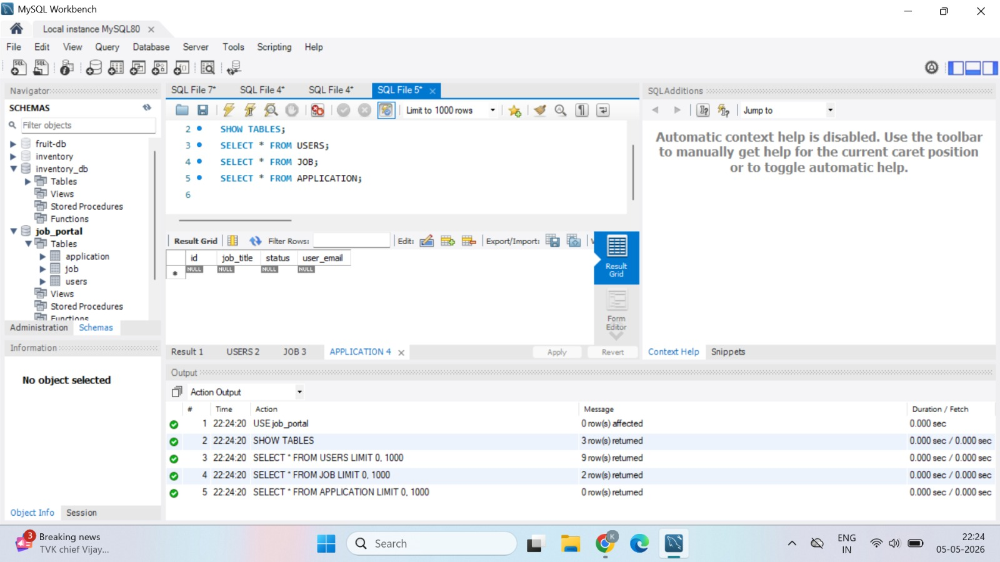 MySQL Workbench
Local instance MySQL80
File Edit View Query Database Server Tools Scripting Help
Navigator
SCHEMAS
Filter objects
fruit-db
inventory
inventory_db
Tables
Views
Stored Procedures
Functions
job_portal
Tables
application
job
users
Views
Stored Procedures
Functions
Administration Schemas
Information
No object selected
Object Info Session
SQL File 7* SQL File 4* SQL File 4* SQL File 5*
Limit to 1000 rows
2 SHOW TABLES;
3 SELECT * FROM USERS;
4 SELECT * FROM JOB;
5 SELECT * FROM APPLICATION;
6
Result Grid Filter Rows: Edit: Export/Import:
id job_title status user_email
NULL NULL NULL NULL
Result Grid
Form Editor
Result 1 USERS 2 JOB 3 APPLICATION 4 Apply Revert
SQLAdditions
Jump to
Automatic context help is disabled. Use the toolbar
to manually get help for the current caret position
or to toggle automatic help.
Context Help Snippets
Output
Action Output
# Time Action Message Duration / Fetch
1 22:24:20 USE job_portal 0 row(s) affected 0.000 sec
2 22:24:20 SHOW TABLES 3 row(s) returned 0.000 sec / 0.000 sec
3 22:24:20 SELECT * FROM USERS LIMIT 0, 1000 9 row(s) returned 0.000 sec / 0.000 sec
4 22:24:20 SELECT * FROM JOB LIMIT 0, 1000 2 row(s) returned 0.000 sec / 0.000 sec
5 22:24:20 SELECT * FROM APPLICATION LIMIT 0, 1000 0 row(s) returned 0.000 sec / 0.000 sec
3
Breaking news
TVK chief Vijay...
Search
K
ENG
IN
22:24
05-05-2026